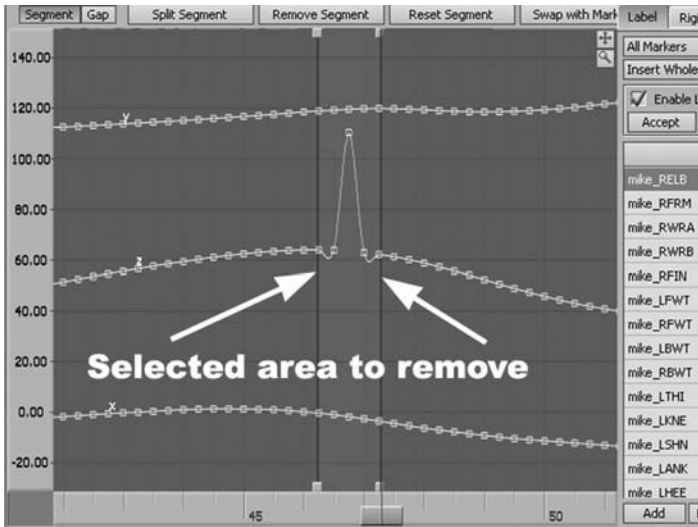 Segment Gap Split Segment Remove Segment Reset Segment Swap with Mark Label Rig
All Markers
Insert Whole
Enable L
Accept
140.00
120.00
100.00
80.00
60.00
40.00
20.00
0.00
-20.00
y
z
x
Selected area to remove
45 50
mike_RELB
mike_RFRM
mike_RWRA
mike_RWRB
mike_RFIN
mike_LFWT
mike_RFWT
mike_LBWT
mike_RBWT
mike_LTHI
mike_LKNE
mike_LSHN
mike_LANK
mike_LHEE
Add